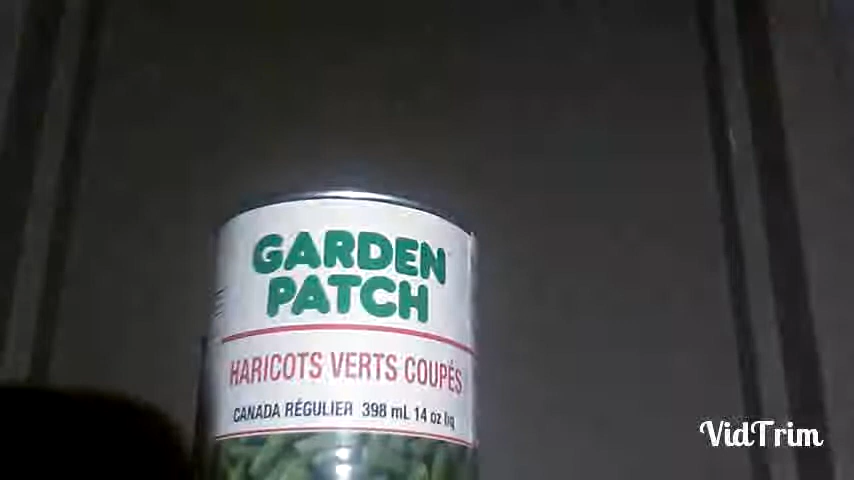 GARDEN
PATCH
HARICOTS VERTS COUPÉS
CANADA RÉGULIER 398 mL 14 oz liq
VidTrim